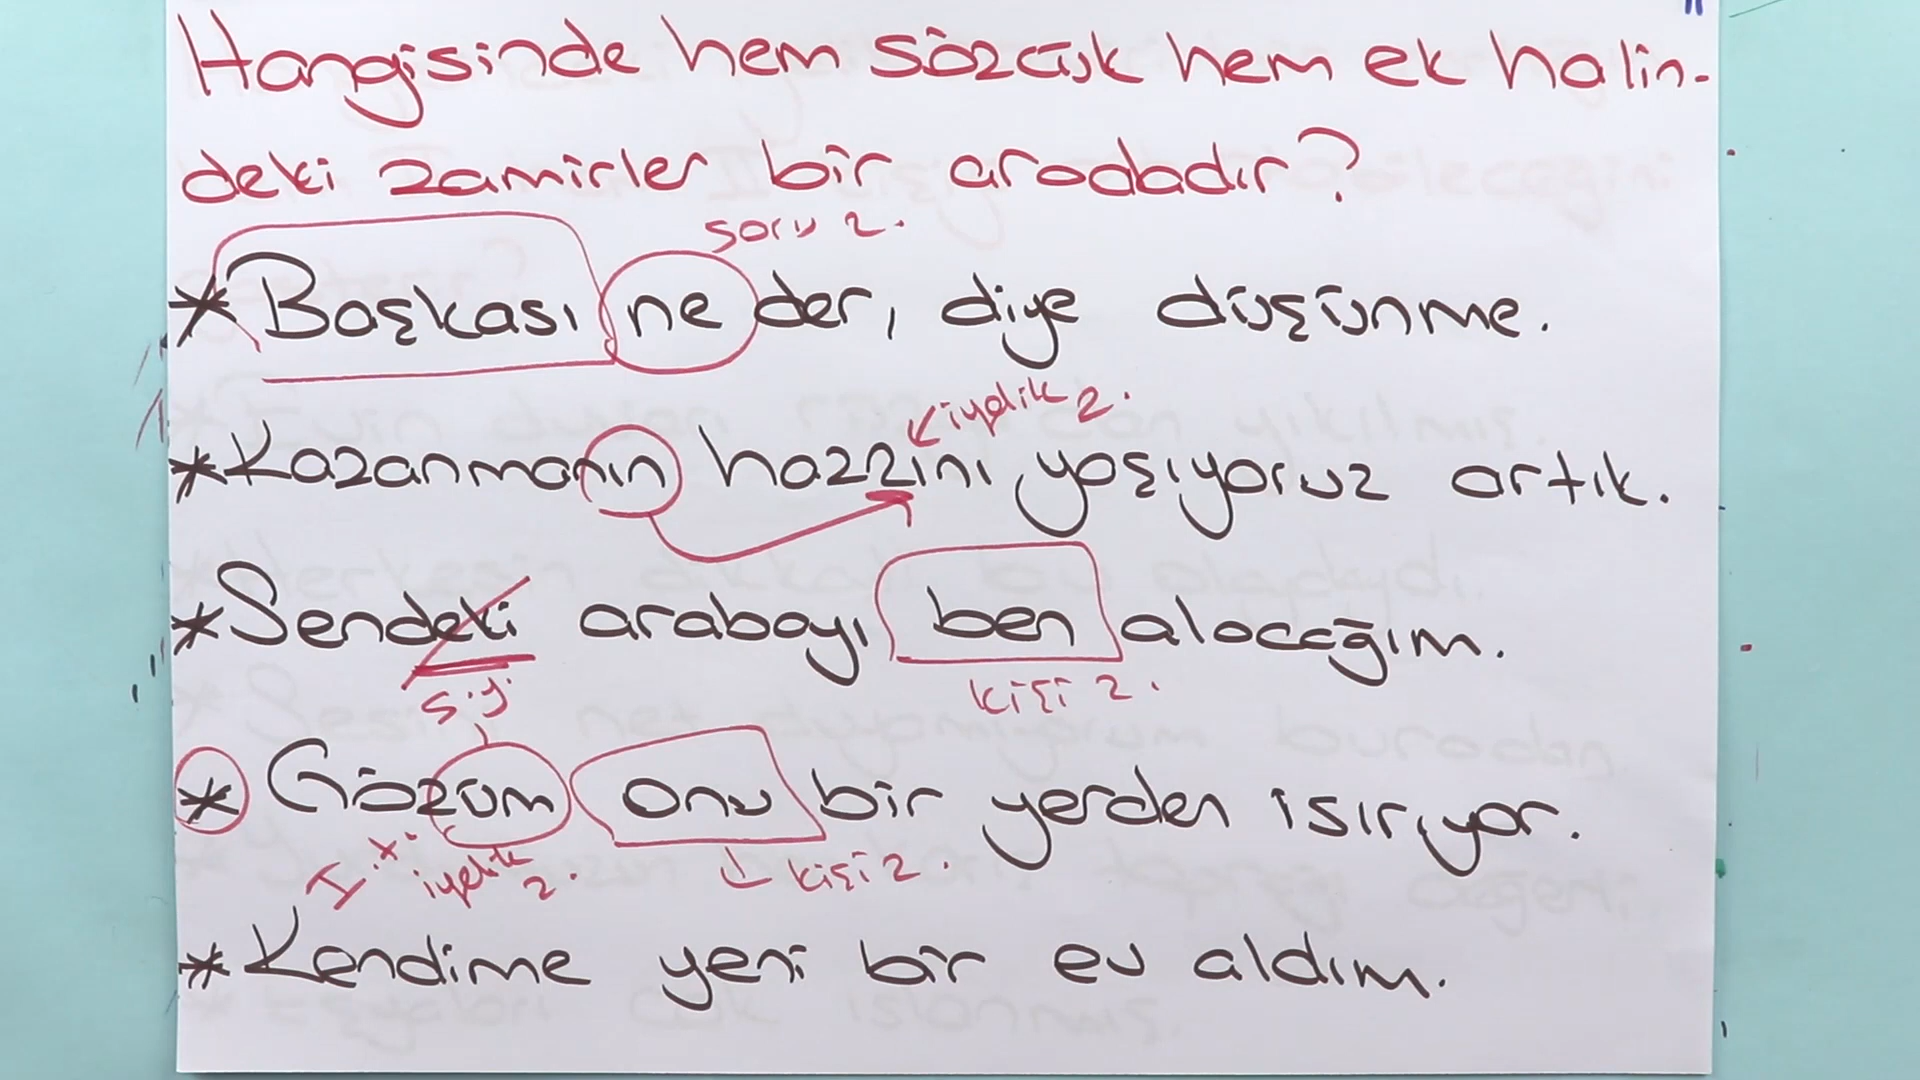 Hangisinde hem sözcük hem ek halin-
deki zamirler bir aradadır?
soru z.
* Başkası ne der, diye düşünme.
iyelik z.
* Kazanmanın hazzını yaşıyoruz artık.
* Sendeki arabayı ben alacağım.
kişi z.
* Gözüm onu bir yerden ısırıyor.
iyelik z. kişi z.
* Kendime yeni bir ev aldım.